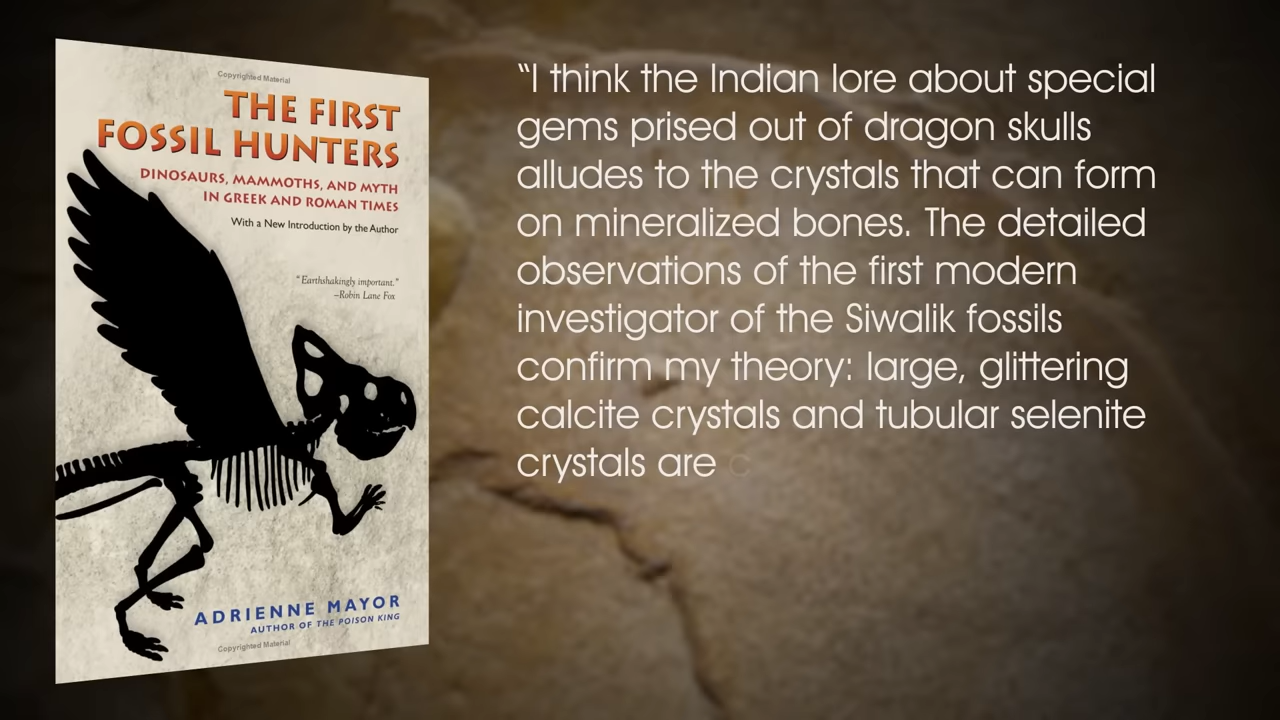 Copyrighted Material
THE FIRST
FOSSIL HUNTERS
DINOSAURS, MAMMOTHS, AND MYTH
IN GREEK AND ROMAN TIMES
With a New Introduction by the Author
“Earthshakingly important.”
–Robin Lane Fox
ADRIENNE MAYOR
AUTHOR OF THE POISON KING
Copyrighted Material
“I think the Indian lore about special
gems prised out of dragon skulls
alludes to the crystals that can form
on mineralized bones. The detailed
observations of the first modern
investigator of the Siwalik fossils
confirm my theory: large, glittering
calcite crystals and tubular selenite
crystals are c